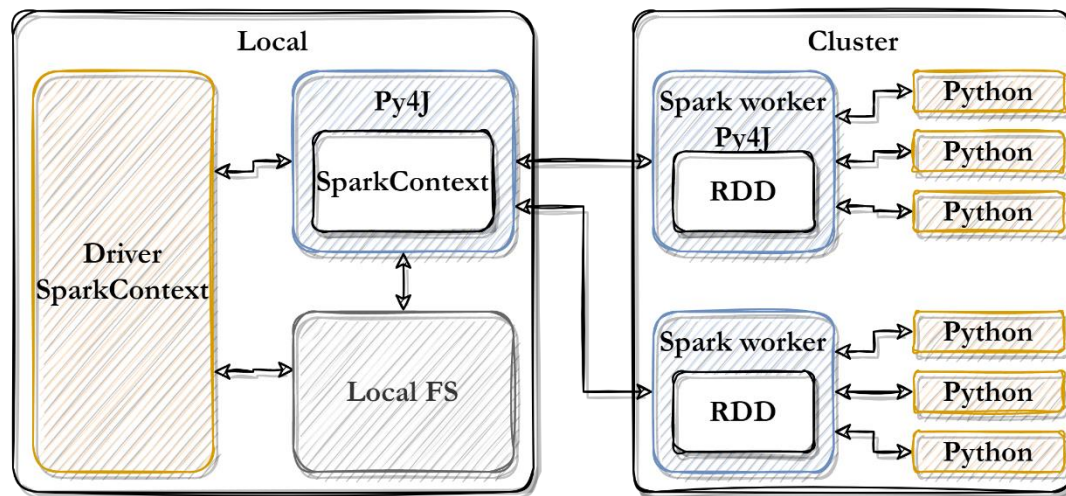 Local
Driver
SparkContext
Py4J
SparkContext
Local FS
Cluster
Spark worker
Py4J
RDD
Python
Python
Python
Spark worker
RDD
Python
Python
Python